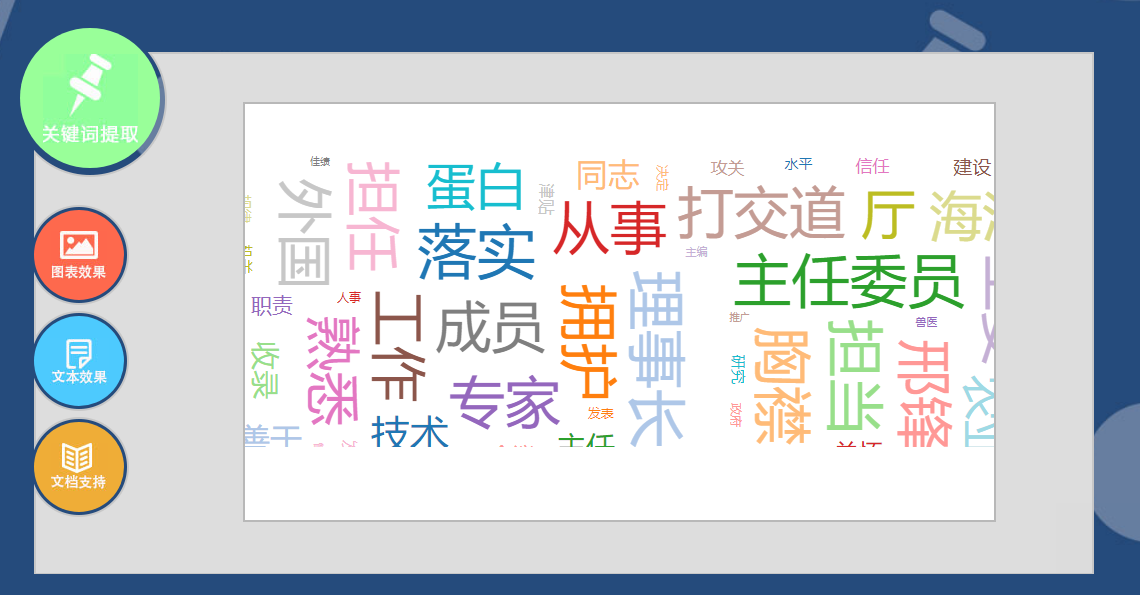 关键词提取
图表效果
文本效果
文档支持
佳绩
担任
蛋白
同志
决定
攻关
水平
信任
建设
外国
津贴
从事
打交道
厅
落实
主编
主任委员
职责
人事
熟悉
工作
成员
拥护
理事长
推广
胸襟
担当
兽医
邢锋
收录
专家
研究
发表
政府
善于
技术
主任